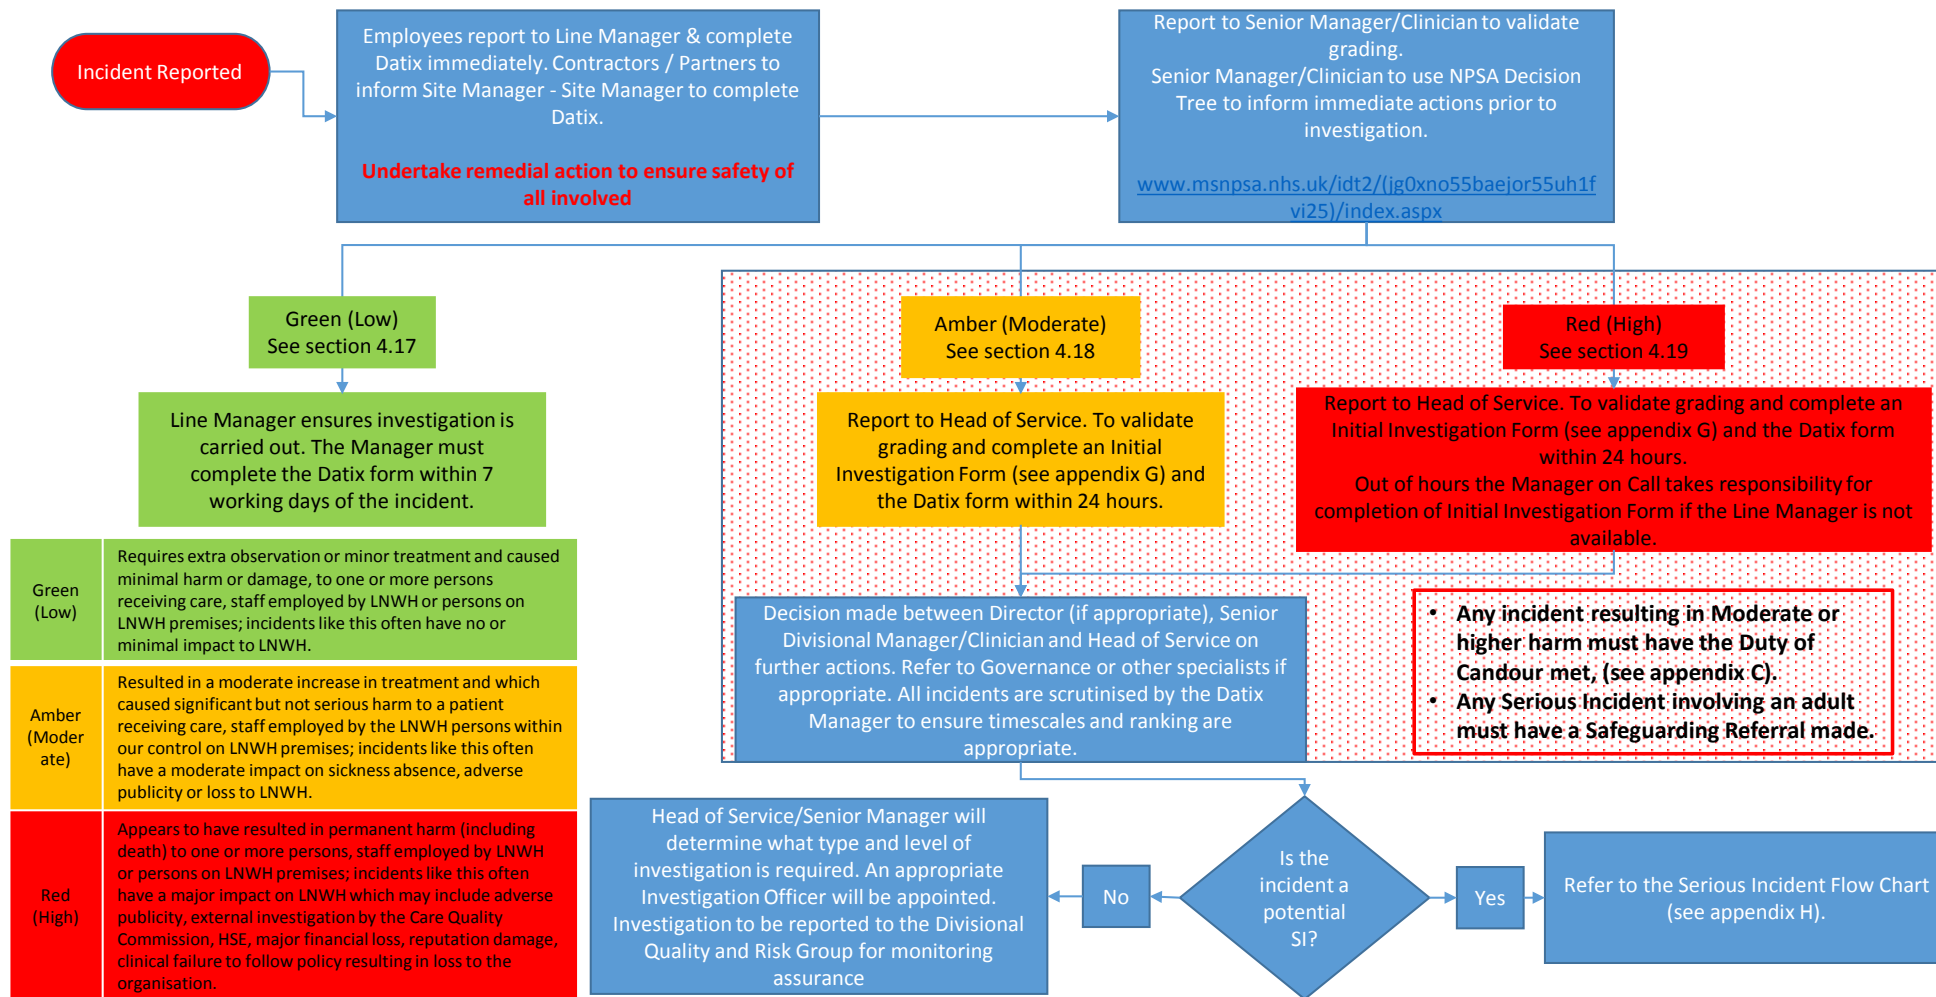 Incident Reported
Employees report to Line Manager & complete
Datix immediately. Contractors / Partners to
inform Site Manager - Site Manager to complete
Datix.
Undertake remedial action to ensure safety of
all involved
Report to Senior Manager/Clinician to validate
grading.
Senior Manager/Clinician to use NPSA Decision
Tree to inform immediate actions prior to
investigation.
www.msnpsa.nhs.uk/idt2/(jg0xno55baejor55uh1f
vi25)/index.aspx
Green (Low)
See section 4.17
Amber (Moderate)
See section 4.18
Red (High)
See section 4.19
Line Manager ensures investigation is
carried out. The Manager must
complete the Datix form within 7
working days of the incident.
Report to Head of Service. To validate
grading and complete an Initial
Investigation Form (see appendix G) and
the Datix form within 24 hours.
Report to Head of Service. To validate grading and complete an
Initial Investigation Form (see appendix G) and the Datix form
within 24 hours.
Out of hours the Manager on Call takes responsibility for
completion of Initial Investigation Form if the Line Manager is not
available.
Green
(Low)
Requires extra observation or minor treatment and caused
minimal harm or damage, to one or more persons
receiving care, staff employed by LNWH or persons on
LNWH premises; incidents like this often have no or
minimal impact to LNWH.
Amber
(Moder
ate)
Resulted in a moderate increase in treatment and which
caused significant but not serious harm to a patient
receiving care, staff employed by the LNWH persons within
our control on LNWH premises; incidents like this often
have a moderate impact on sickness absence, adverse
publicity or loss to LNWH.
Red
(High)
Appears to have resulted in permanent harm (including
death) to one or more persons, staff employed by LNWH
or persons on LNWH premises; incidents like this often
have a major impact on LNWH which may include adverse
publicity, external investigation by the Care Quality
Commission, HSE, major financial loss, reputation damage,
clinical failure to follow policy resulting in loss to the
organisation.
Decision made between Director (if appropriate), Senior
Divisional Manager/Clinician and Head of Service on
further actions. Refer to Governance or other specialists if
appropriate. All incidents are scrutinised by the Datix
Manager to ensure timescales and ranking are
appropriate.
• Any incident resulting in Moderate or
higher harm must have the Duty of
Candour met, (see appendix C).
• Any Serious Incident involving an adult
must have a Safeguarding Referral made.
Head of Service/Senior Manager will
determine what type and level of
investigation is required. An appropriate
Investigation Officer will be appointed.
Investigation to be reported to the Divisional
Quality and Risk Group for monitoring
assurance
No
Is the
incident a
potential
SI?
Yes
Refer to the Serious Incident Flow Chart
(see appendix H).